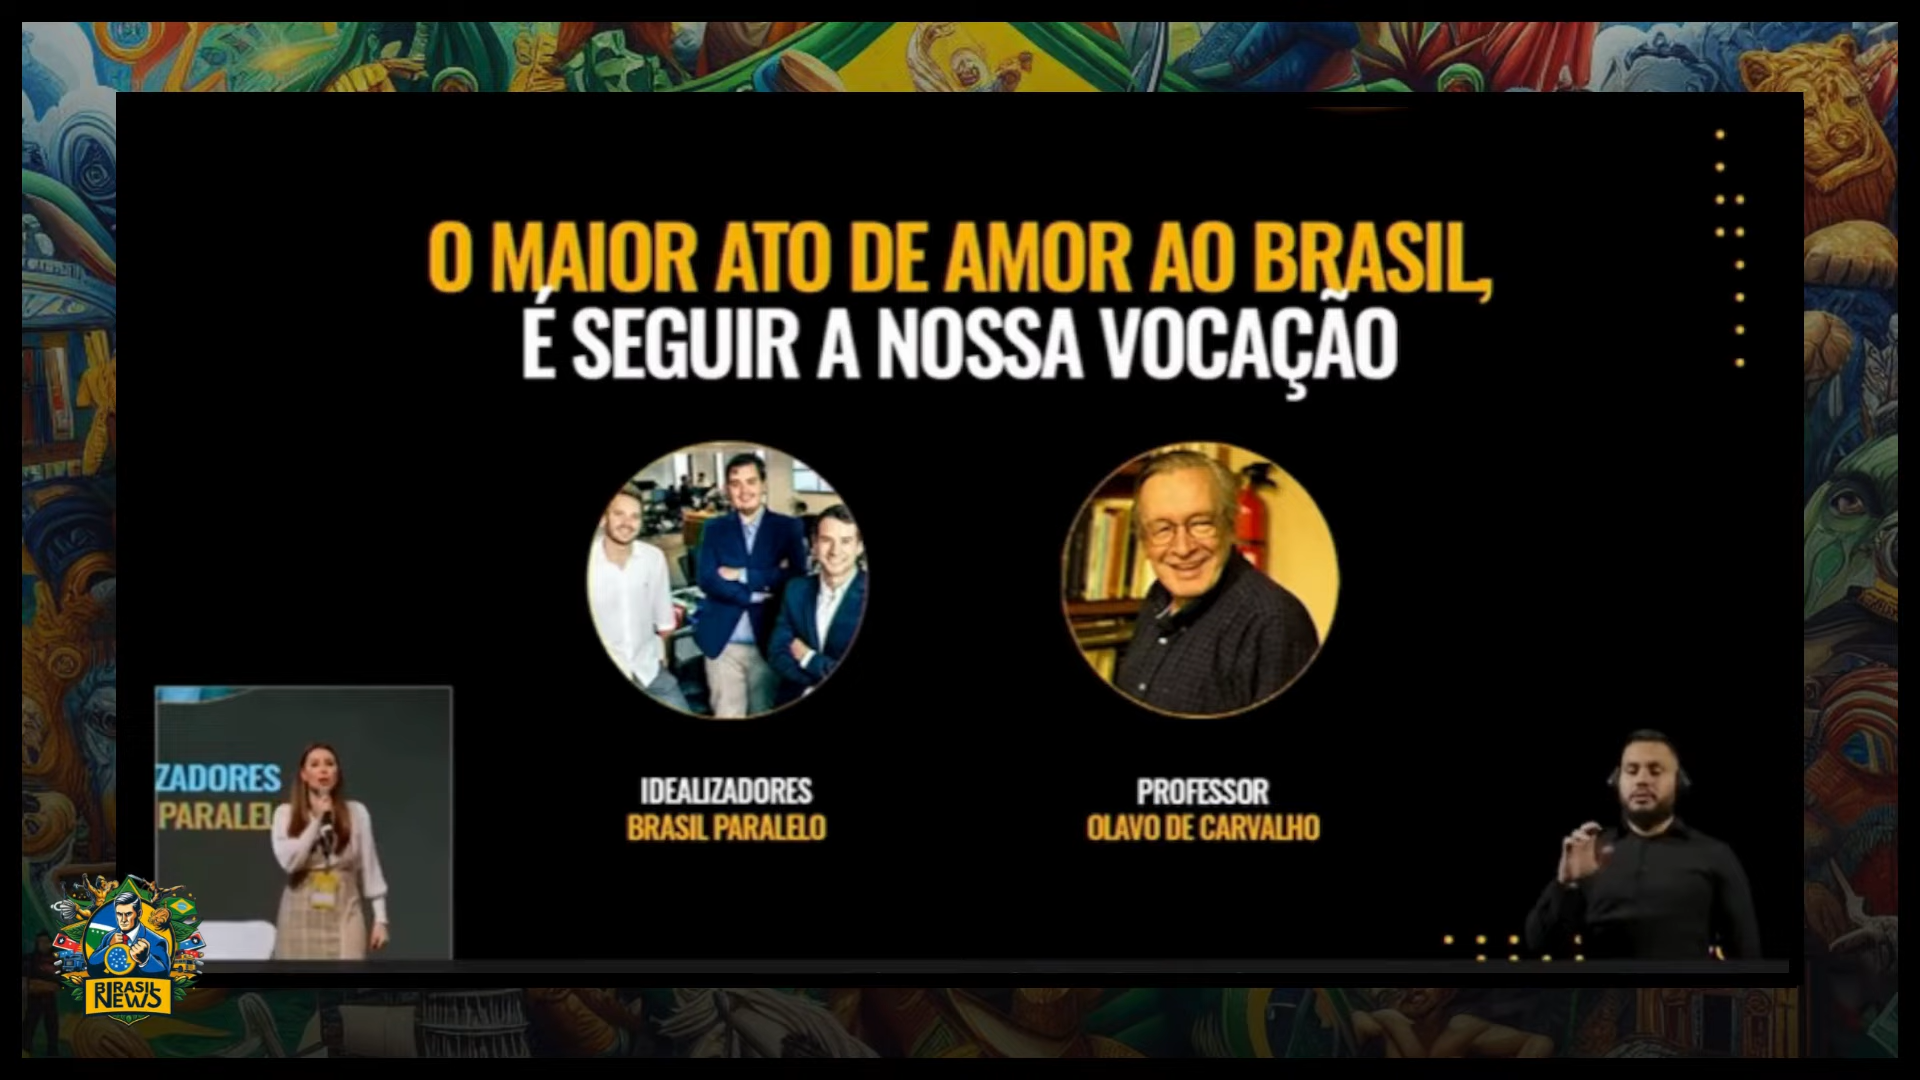 O MAIOR ATO DE AMOR AO BRASIL,
É SEGUIR A NOSSA VOCAÇÃO
IDEALIZADORES
BRASIL PARALELO
PROFESSOR
OLAVO DE CARVALHO
ZADORES
PARALEL
BIRASIL
NEWS